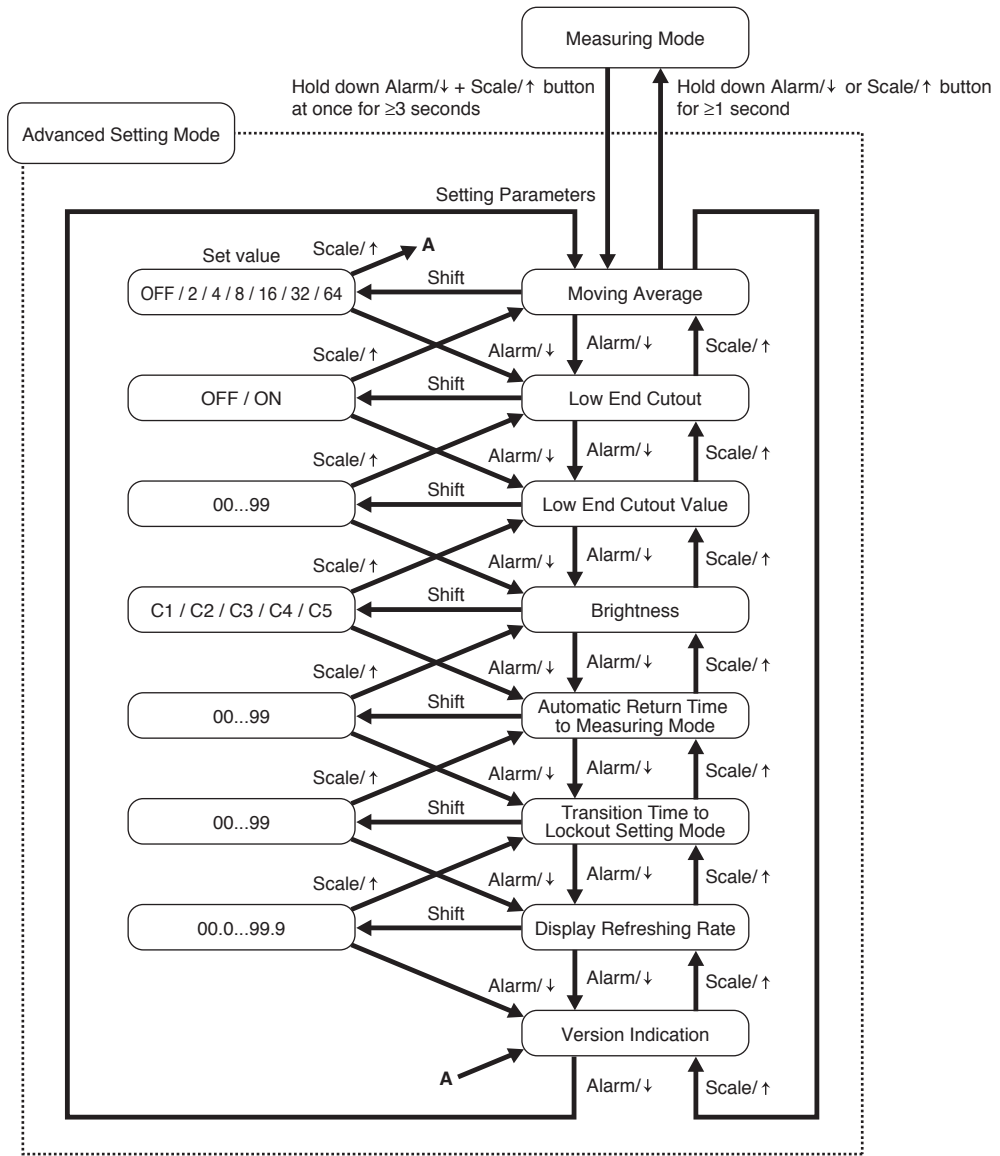 Measuring Mode
Hold down Alarm/↓ + Scale/↑ button
at once for ≥3 seconds
Hold down Alarm/↓ or Scale/↑ button
for ≥1 second
Advanced Setting Mode
Setting Parameters
Set value
Scale/↑
A
OFF / 2 / 4 / 8 / 16 / 32 / 64
Shift
Moving Average
Scale/↑
Alarm/↓
Alarm/↓
Scale/↑
OFF / ON
Shift
Low End Cutout
Scale/↑
Alarm/↓
Alarm/↓
Scale/↑
00...99
Shift
Low End Cutout Value
Scale/↑
Alarm/↓
Alarm/↓
Scale/↑
C1 / C2 / C3 / C4 / C5
Shift
Brightness
Scale/↑
Alarm/↓
Alarm/↓
Scale/↑
00...99
Shift
Automatic Return Time
to Measuring Mode
Scale/↑
Alarm/↓
Alarm/↓
Scale/↑
00...99
Shift
Transition Time to
Lockout Setting Mode
Scale/↑
Alarm/↓
Alarm/↓
Scale/↑
00.0...99.9
Shift
Display Refreshing Rate
Alarm/↓
Alarm/↓
Scale/↑
Version Indication
A
Alarm/↓
Scale/↑